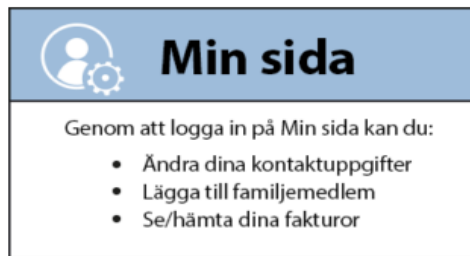 Min sida
Genom att logga in på Min sida kan du:
• Ändra dina kontaktuppgifter
• Lägga till familjemedlem
• Se/hämta dina fakturor